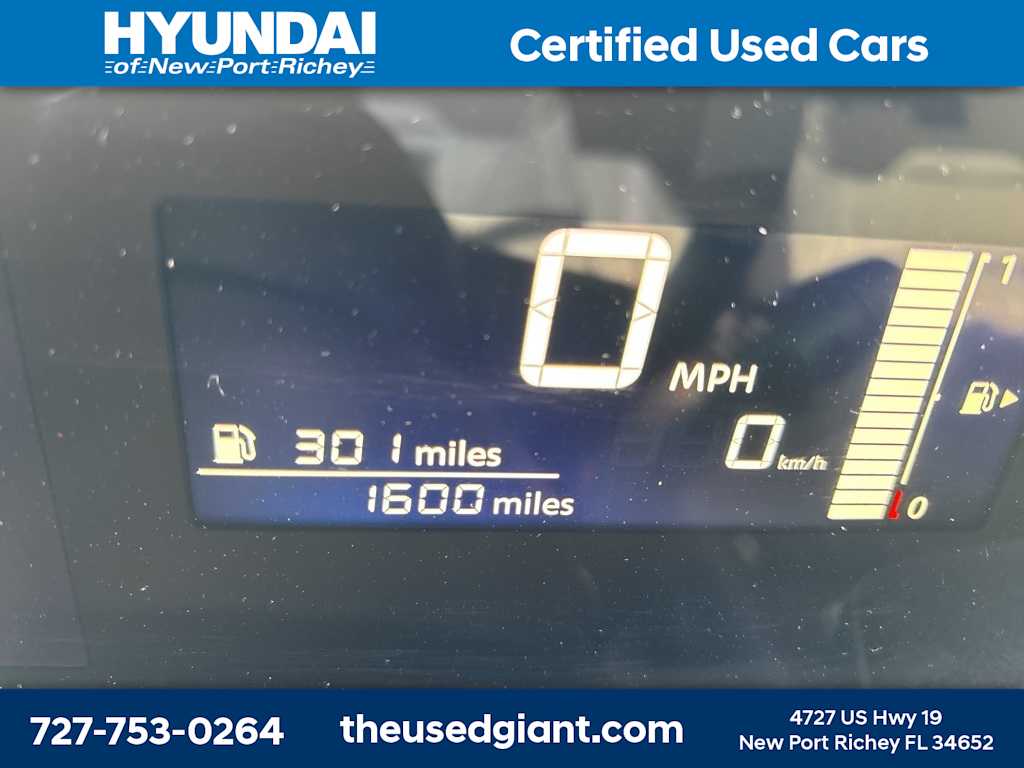 HYUNDAI
of New Port Richey
Certified Used Cars
0
MPH
1
301 miles
0 km/h
1600 miles
0
727-753-0264
theusedgiant.com
4727 US Hwy 19
New Port Richey FL 34652